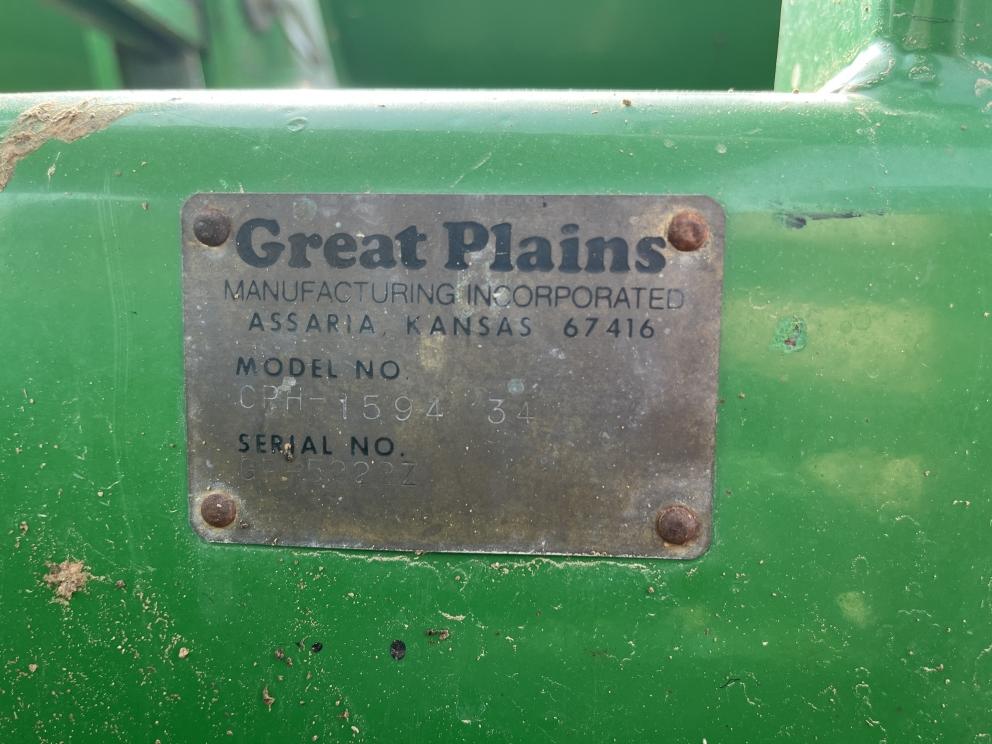 Great Plains
MANUFACTURING INCORPORATED
ASSARIA, KANSAS 67416
MODEL NO.
CPH-1594 34
SERIAL NO.